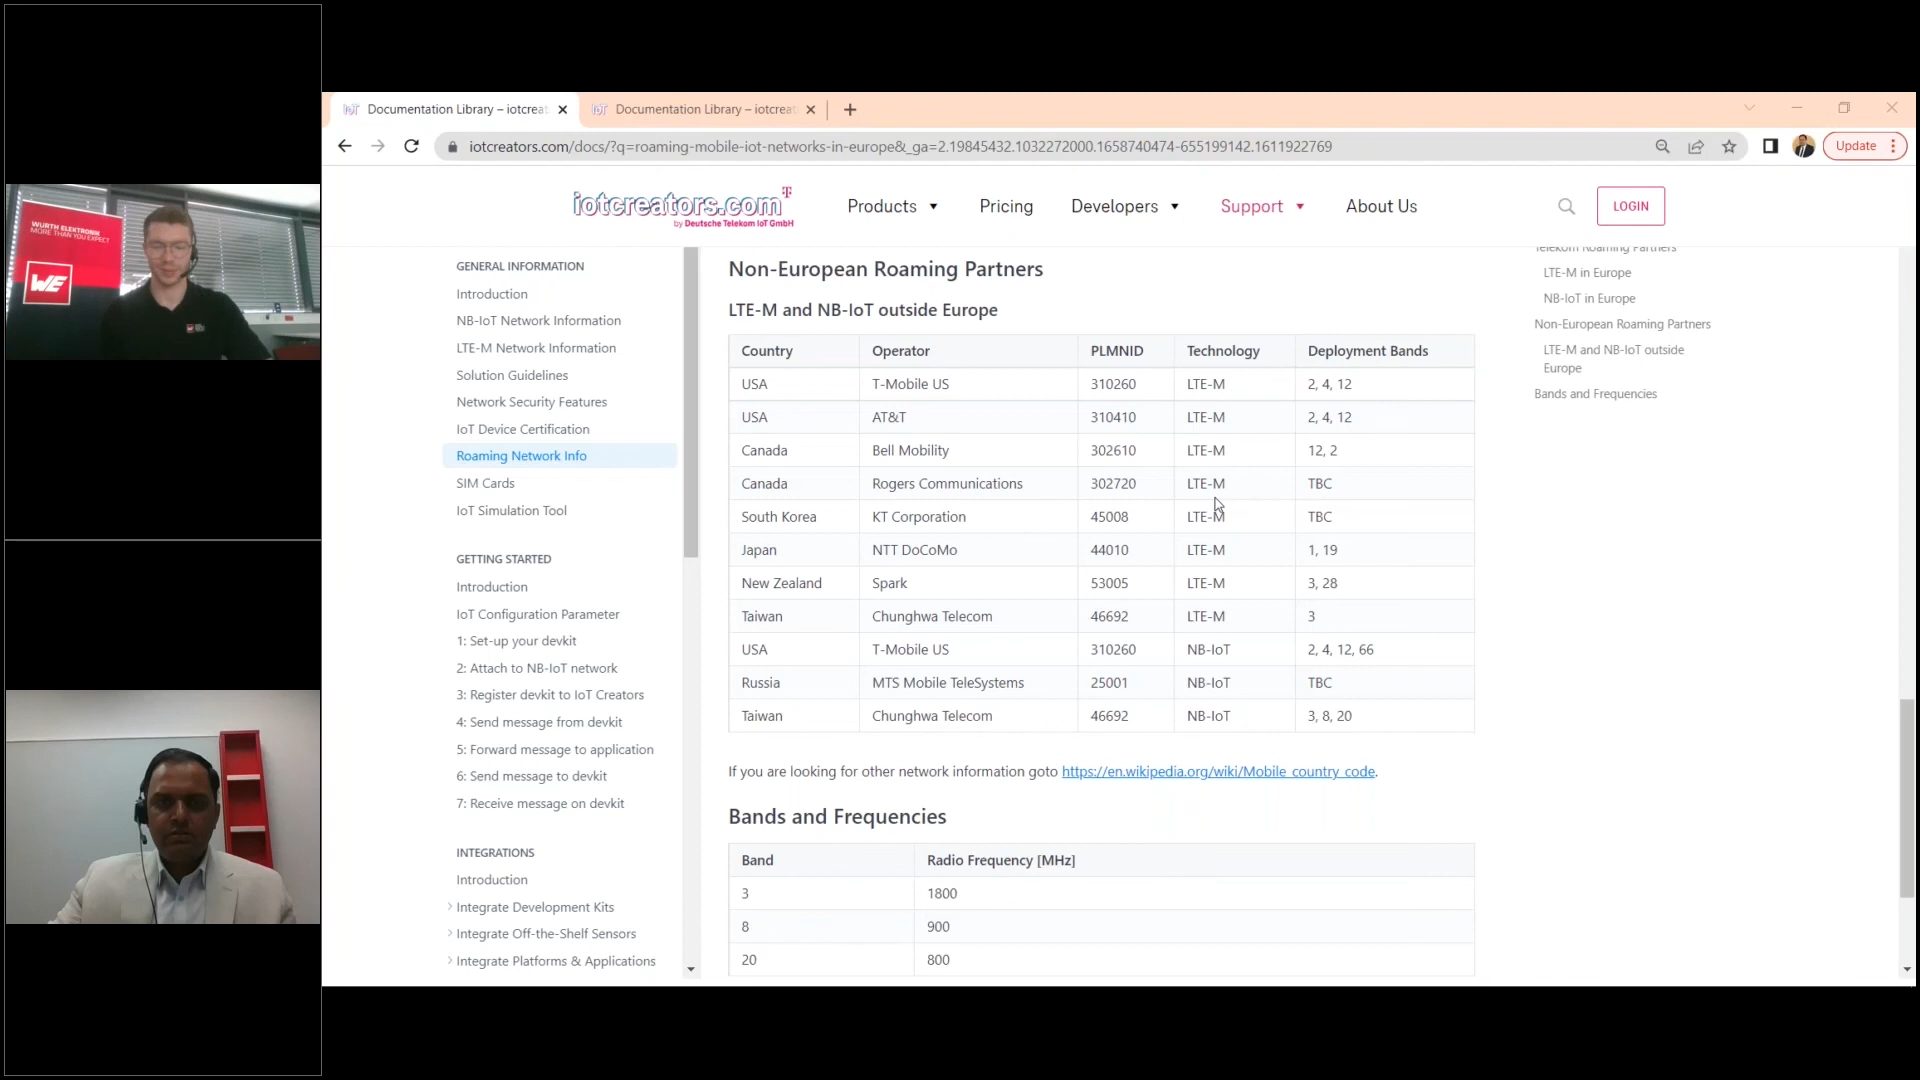 WURTH ELEKTRONIK
MORE THAN YOU EXPECT
WE
Documentation Library – iotcreat
Documentation Library – iotcreat
iotcreators.com/docs/?q=roaming-mobile-iot-networks-in-europe&_ga=2.19845432.1032272000.1658740474-655199142.1611922769
Update
iotcreators.com
by Deutsche Telekom IoT GmbH
Products
Pricing
Developers
Support
About Us
LOGIN
GENERAL INFORMATION
Introduction
NB-IoT Network Information
LTE-M Network Information
Solution Guidelines
Network Security Features
IoT Device Certification
Roaming Network Info
SIM Cards
IoT Simulation Tool
GETTING STARTED
Introduction
IoT Configuration Parameter
1: Set-up your devkit
2: Attach to NB-IoT network
3: Register devkit to IoT Creators
4: Send message from devkit
5: Forward message to application
6: Send message to devkit
7: Receive message on devkit
INTEGRATIONS
Introduction
Integrate Development Kits
Integrate Off-the-Shelf Sensors
Integrate Platforms & Applications
Non-European Roaming Partners
LTE-M and NB-IoT outside Europe
Country Operator PLMNID Technology Deployment Bands
USA T-Mobile US 310260 LTE-M 2, 4, 12
USA AT&T 310410 LTE-M 2, 4, 12
Canada Bell Mobility 302610 LTE-M 12, 2
Canada Rogers Communications 302720 LTE-M TBC
South Korea KT Corporation 45008 LTE-M TBC
Japan NTT DoCoMo 44010 LTE-M 1, 19
New Zealand Spark 53005 LTE-M 3, 28
Taiwan Chunghwa Telecom 46692 LTE-M 3
USA T-Mobile US 310260 NB-IoT 2, 4, 12, 66
Russia MTS Mobile TeleSystems 25001 NB-IoT TBC
Taiwan Chunghwa Telecom 46692 NB-IoT 3, 8, 20
If you are looking for other network information goto https://en.wikipedia.org/wiki/Mobile_country_code.
Bands and Frequencies
Band Radio Frequency [MHz]
3 1800
8 900
20 800
Telekom Roaming Partners
LTE-M in Europe
NB-IoT in Europe
Non-European Roaming Partners
LTE-M and NB-IoT outside
Europe
Bands and Frequencies